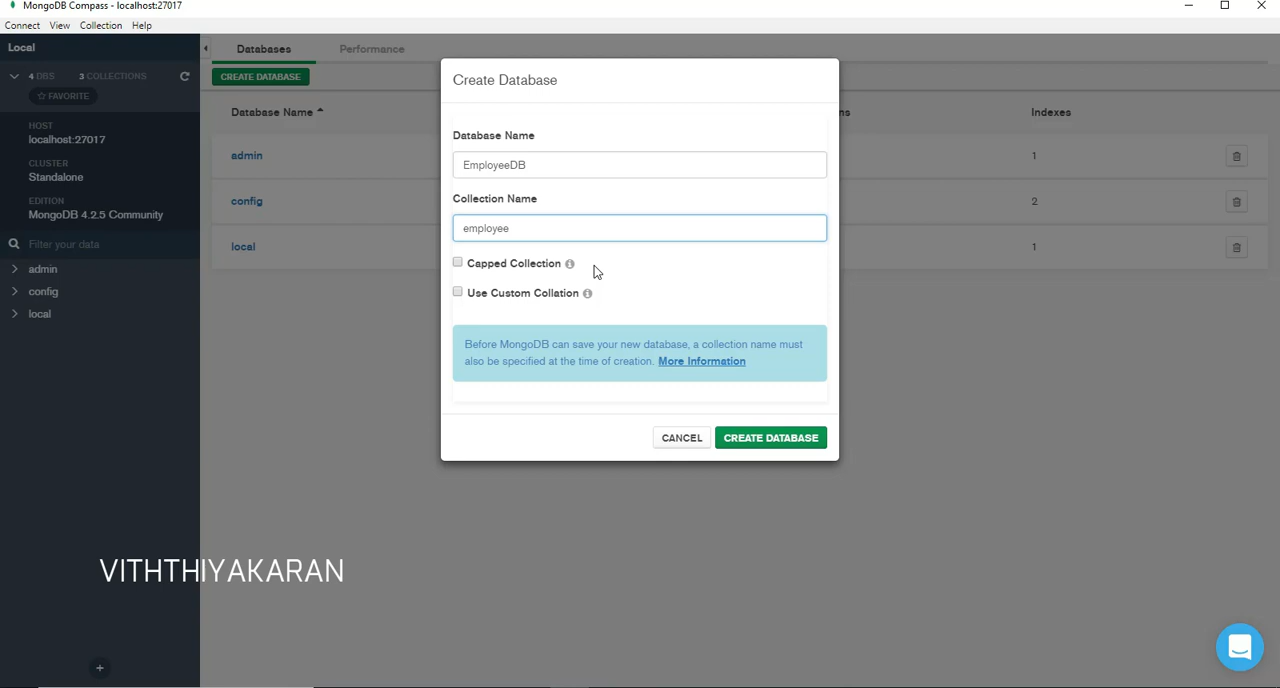 MongoDB Compass - localhost:27017
Connect View Collection Help
Local
4 DBS 3 COLLECTIONS
FAVORITE
HOST
localhost:27017
CLUSTER
Standalone
EDITION
MongoDB 4.2.5 Community
Filter your data
admin
config
local
Databases Performance
CREATE DATABASE
Database Name Indexes
admin 1
config 2
local 1
Create Database
Database Name
EmployeeDB
Collection Name
employee
Capped Collection
Use Custom Collation
Before MongoDB can save your new database, a collection name must
also be specified at the time of creation. More Information
CANCEL CREATE DATABASE
VITHTHIYAKARAN